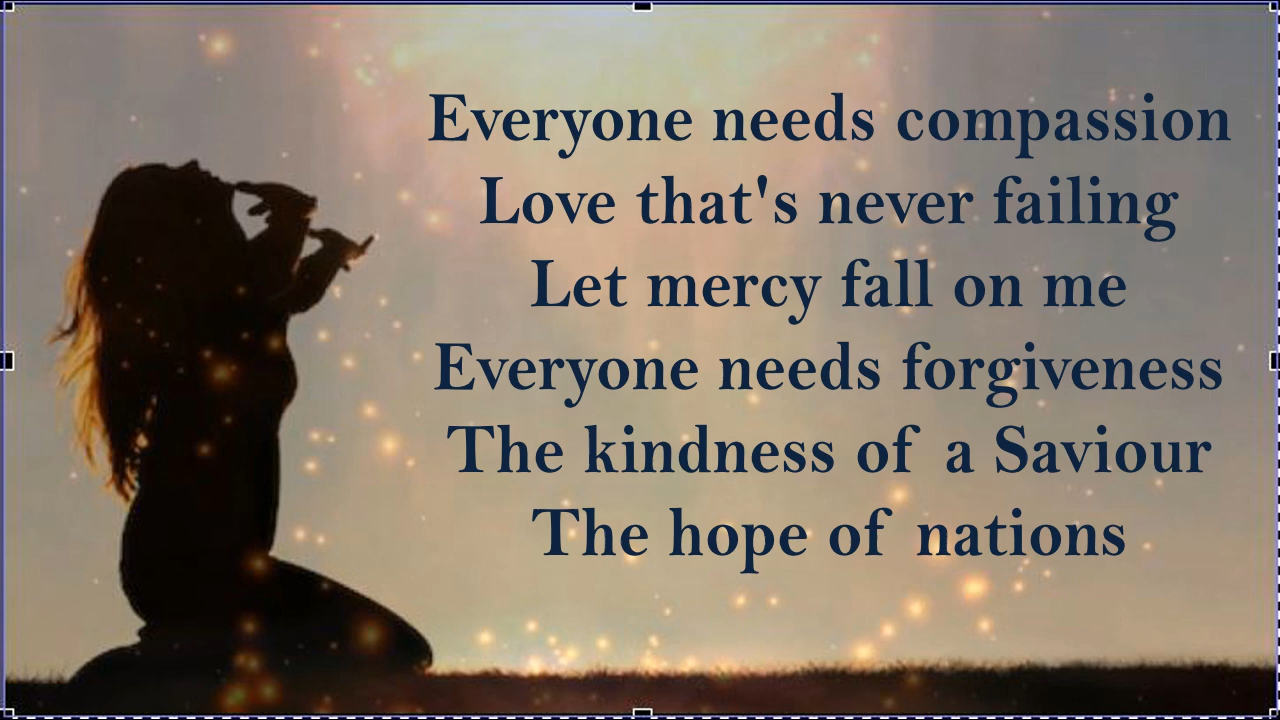 Everyone needs compassion
Love that's never failing
Let mercy fall on me
Everyone needs forgiveness
The kindness of a Saviour
The hope of nations